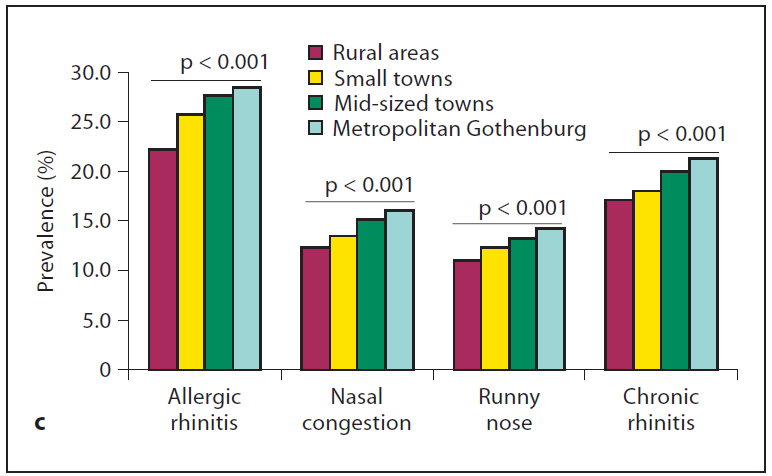 p < 0.001
Rural areas
Small towns
Mid-sized towns
Metropolitan Gothenburg
p < 0.001
p < 0.001
p < 0.001
Prevalence (%)
30.0
25.0
20.0
15.0
10.0
5.0
0
Allergic
rhinitis
Nasal
congestion
Runny
nose
Chronic
rhinitis
c